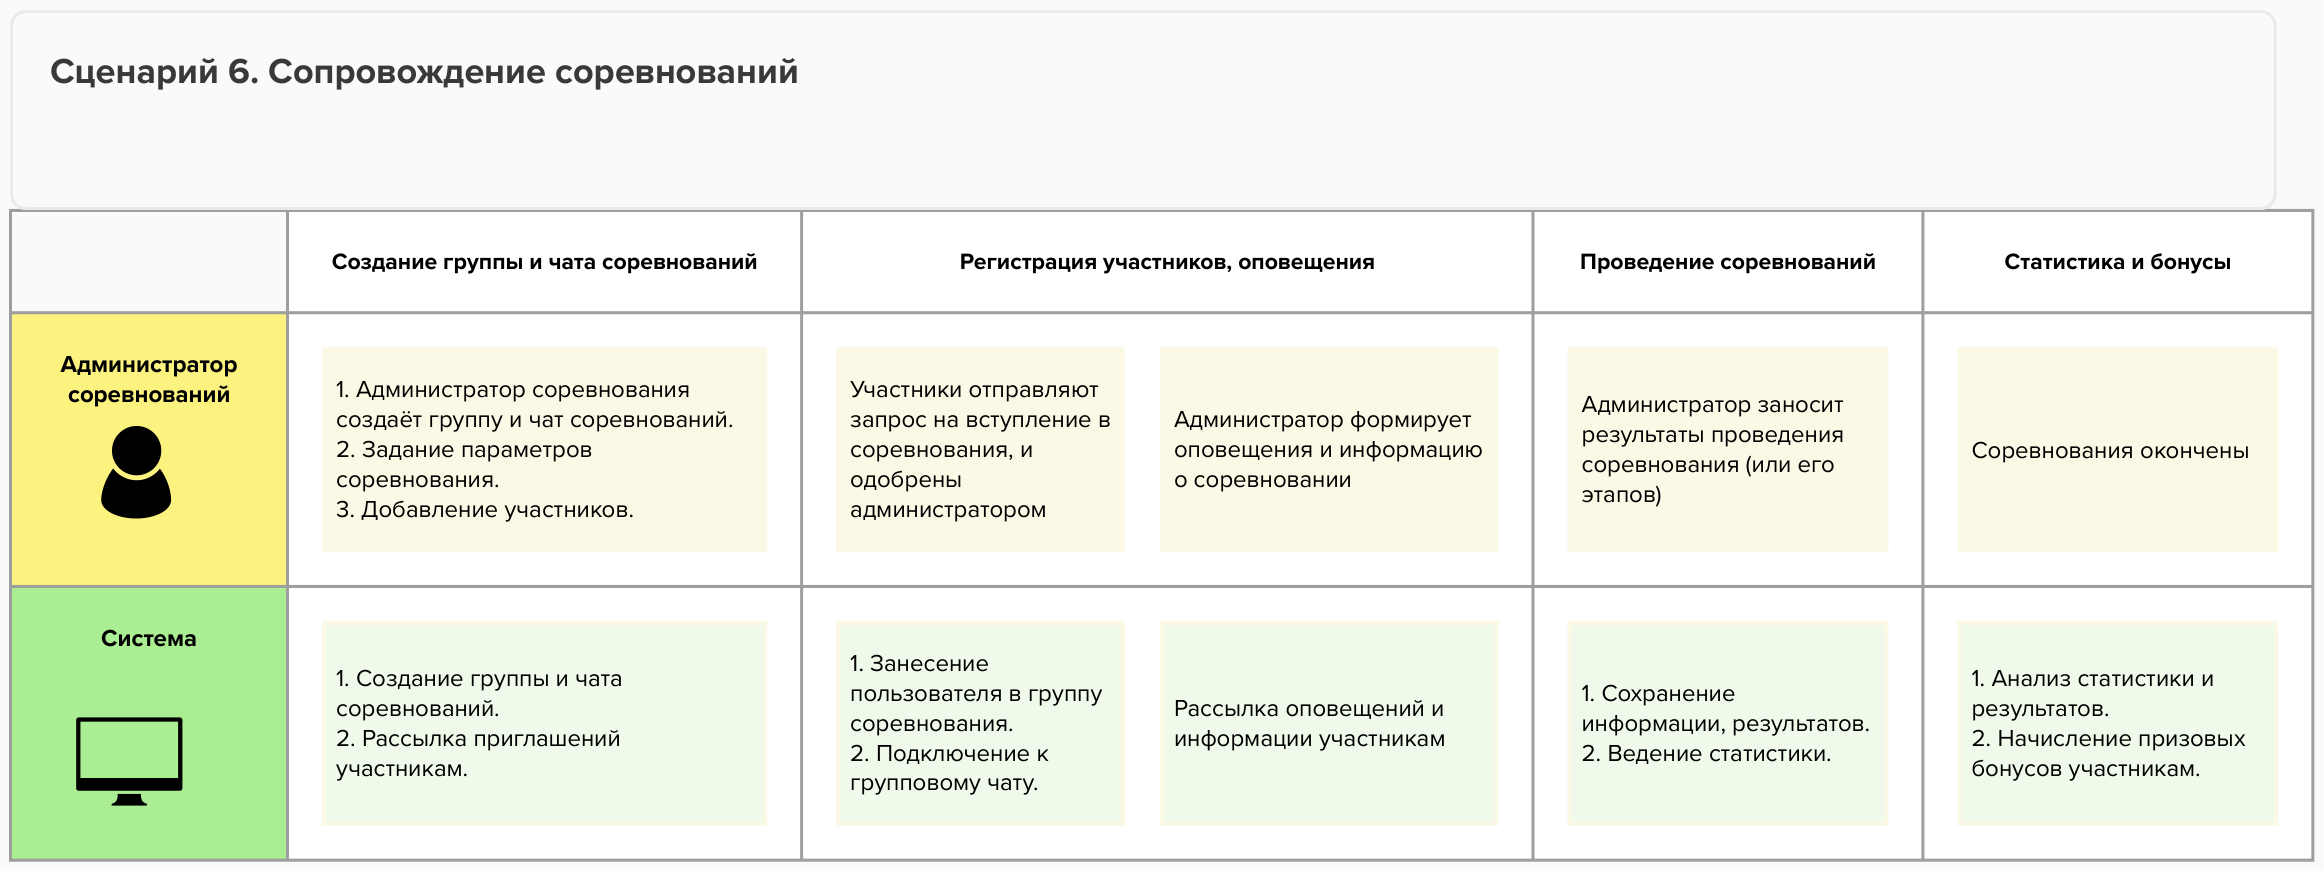 Сценарий 6. Сопровождение соревнований
Создание группы и чата соревнований
Регистрация участников, оповещения
Проведение соревнований
Статистика и бонусы
Администратор
соревнований
1. Администратор соревнования
создаёт группу и чат соревнований.
2. Задание параметров
соревнования.
3. Добавление участников.
Участники отправляют
запрос на вступление в
соревнования, и
одобрены
администратором
Администратор формирует
оповещения и информацию
о соревновании
Администратор заносит
результаты проведения
соревнования (или его
этапов)
Соревнования окончены
Система
1. Создание группы и чата
соревнований.
2. Рассылка приглашений
участникам.
1. Занесение
пользователя в группу
соревнования.
2. Подключение к
групповому чату.
Рассылка оповещений и
информации участникам
1. Сохранение
информации, результатов.
2. Ведение статистики.
1. Анализ статистики и
результатов.
2. Начисление призовых
бонусов участникам.